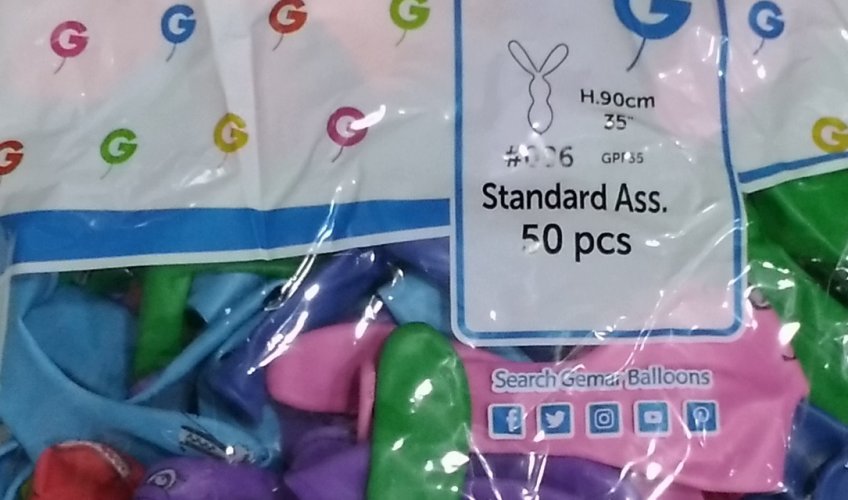 H.90cm
35"
Standard Ass.
50 pcs
Search Gemar Balloons